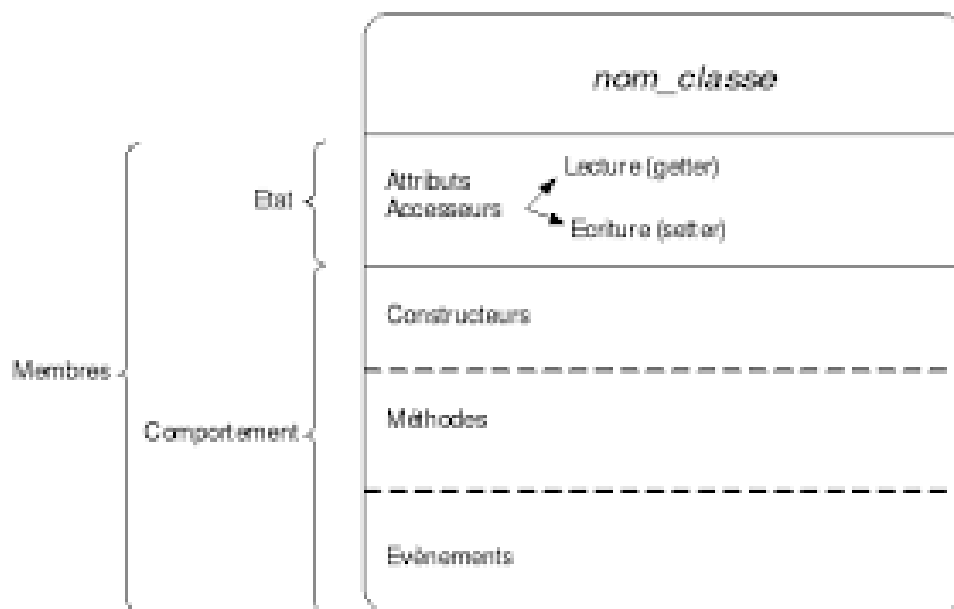 nom_classe
Lecture (getter)
Attributs
Etat
Accesseurs
Ecriture (setter)
Constructeurs
Membres
Méthodes
Comportement
Evènements